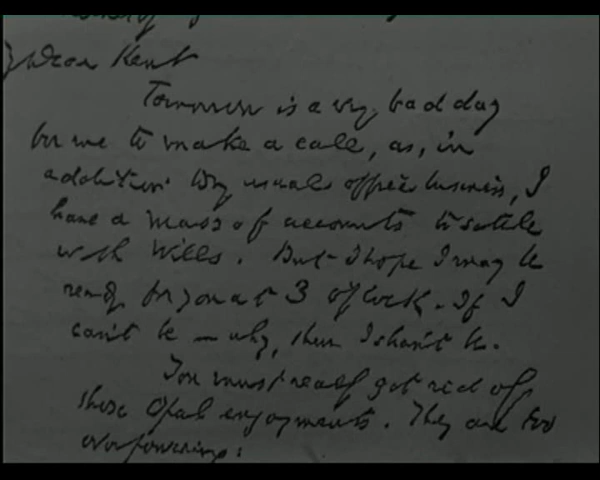 Dear Kent
Tomorrow is a very bad day
for me to make a call, as, in
addition to my usual office business, I
have a mass of accounts to settle
with Wills. But I hope I may be
ready for you at 3 o'clock. If I
can't be — why, then I shan't be.
You must really get rid of
those Opal enjoyments. They are too
overpowering: